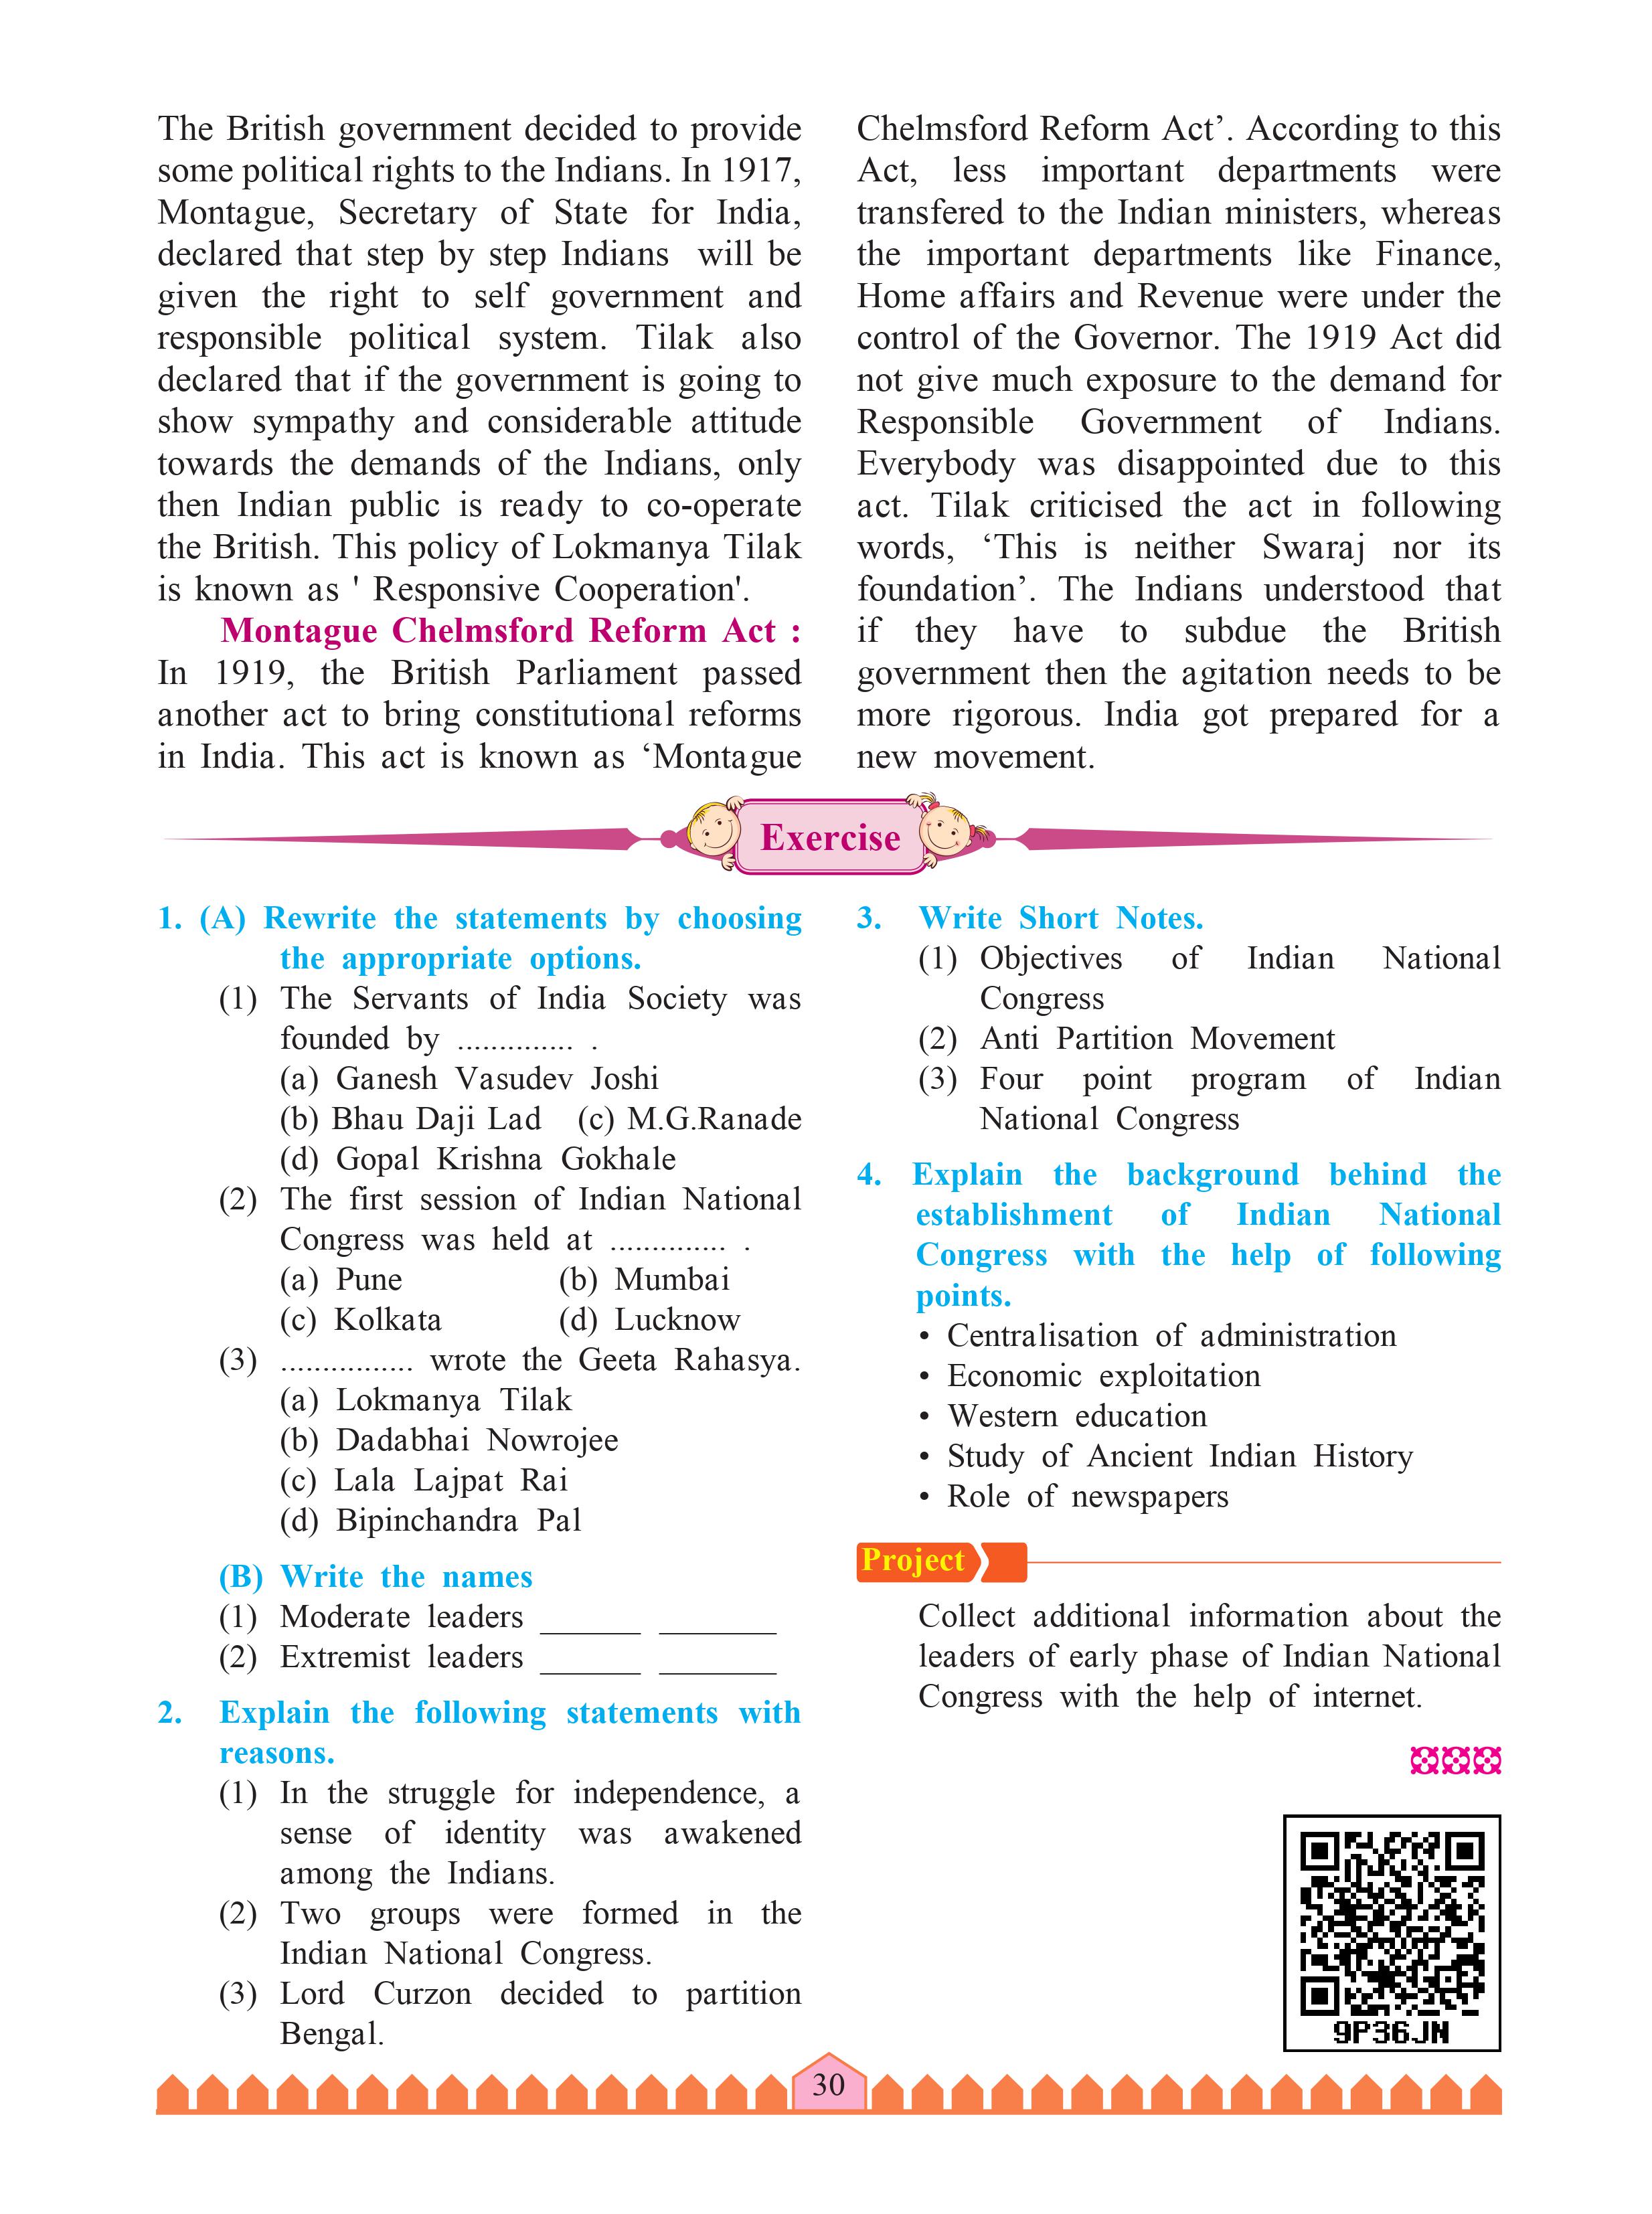 The British government decided to provide
some political rights to the Indians. In 1917,
Montague, Secretary of State for India,
declared that step by step Indians will be
given the right to self government and
responsible political system. Tilak also
declared that if the government is going to
show sympathy and considerable attitude
towards the demands of the Indians, only
then Indian public is ready to co-operate
the British. This policy of Lokmanya Tilak
is known as ' Responsive Cooperation'.
Montague Chelmsford Reform Act :
In 1919, the British Parliament passed
another act to bring constitutional reforms
in India. This act is known as ‘Montague
Chelmsford Reform Act’. According to this
Act, less important departments were
transfered to the Indian ministers, whereas
the important departments like Finance,
Home affairs and Revenue were under the
control of the Governor. The 1919 Act did
not give much exposure to the demand for
Responsible Government of Indians.
Everybody was disappointed due to this
act. Tilak criticised the act in following
words, ‘This is neither Swaraj nor its
foundation’. The Indians understood that
if they have to subdue the British
government then the agitation needs to be
more rigorous. India got prepared for a
new movement.
Exercise
1. (A) Rewrite the statements by choosing
the appropriate options.
(1) The Servants of India Society was
founded by .............. .
(a) Ganesh Vasudev Joshi
(b) Bhau Daji Lad (c) M.G.Ranade
(d) Gopal Krishna Gokhale
(2) The first session of Indian National
Congress was held at .............. .
(a) Pune (b) Mumbai
(c) Kolkata (d) Lucknow
(3) ................ wrote the Geeta Rahasya.
(a) Lokmanya Tilak
(b) Dadabhai Nowrojee
(c) Lala Lajpat Rai
(d) Bipinchandra Pal
(B) Write the names
(1) Moderate leaders ______ _______
(2) Extremist leaders ______ _______
2. Explain the following statements with
reasons.
(1) In the struggle for independence, a
sense of identity was awakened
among the Indians.
(2) Two groups were formed in the
Indian National Congress.
(3) Lord Curzon decided to partition
Bengal.
3. Write Short Notes.
(1) Objectives of Indian National
Congress
(2) Anti Partition Movement
(3) Four point program of Indian
National Congress
4. Explain the background behind the
establishment of Indian National
Congress with the help of following
points.
• Centralisation of administration
• Economic exploitation
• Western education
• Study of Ancient Indian History
• Role of newspapers
Project
Collect additional information about the
leaders of early phase of Indian National
Congress with the help of internet.
9P36JN
30